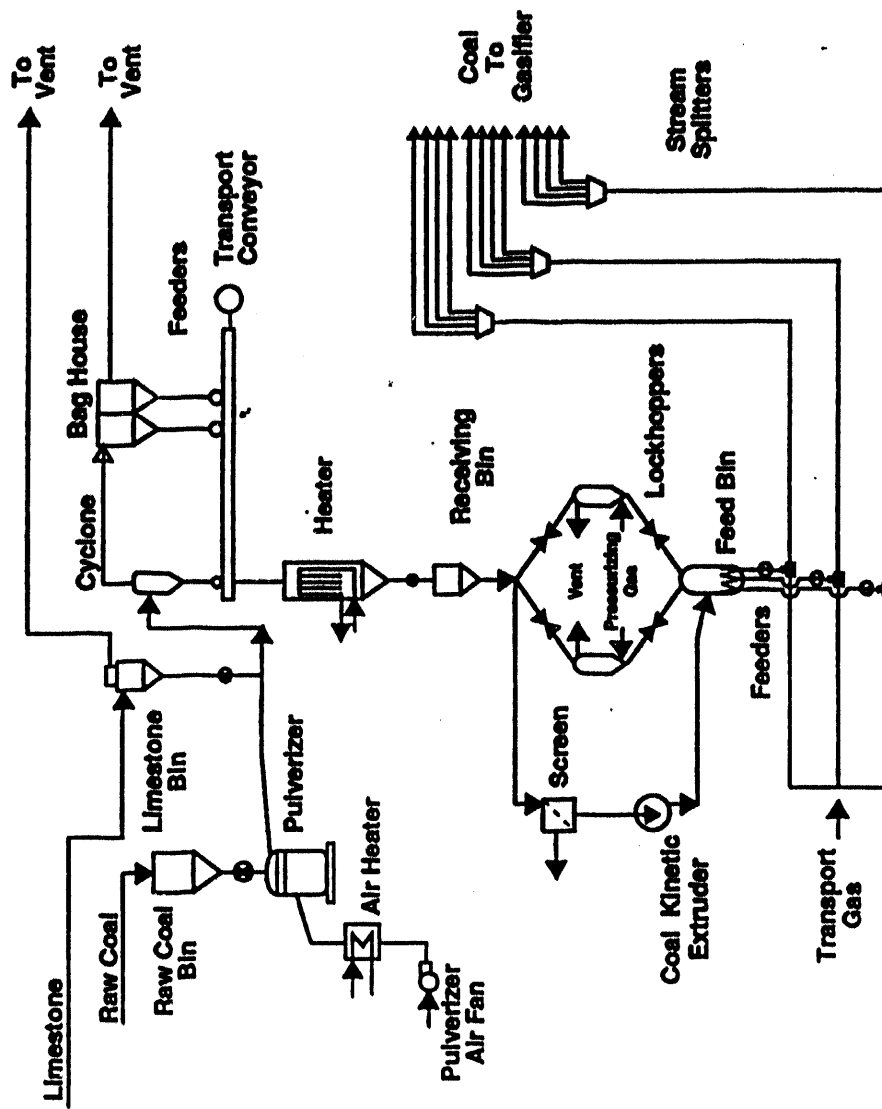 To
Vent
To
Vent
Bag House
Feeders
Transport
Conveyor
Cyclone
Limestone
Limestone
Bin
Raw Coal
Raw Coal
Bin
Pulverizer
Air Heater
Pulverizer
Air Fan
Heater
Receiving
Bin
Coal
To
Gasifier
Stream
Splitters
Lockhoppers
Vent
Pressurizing
Gas
Feed Bin
Feeders
Screen
Coal Kinetic
Extruder
Transport
Gas